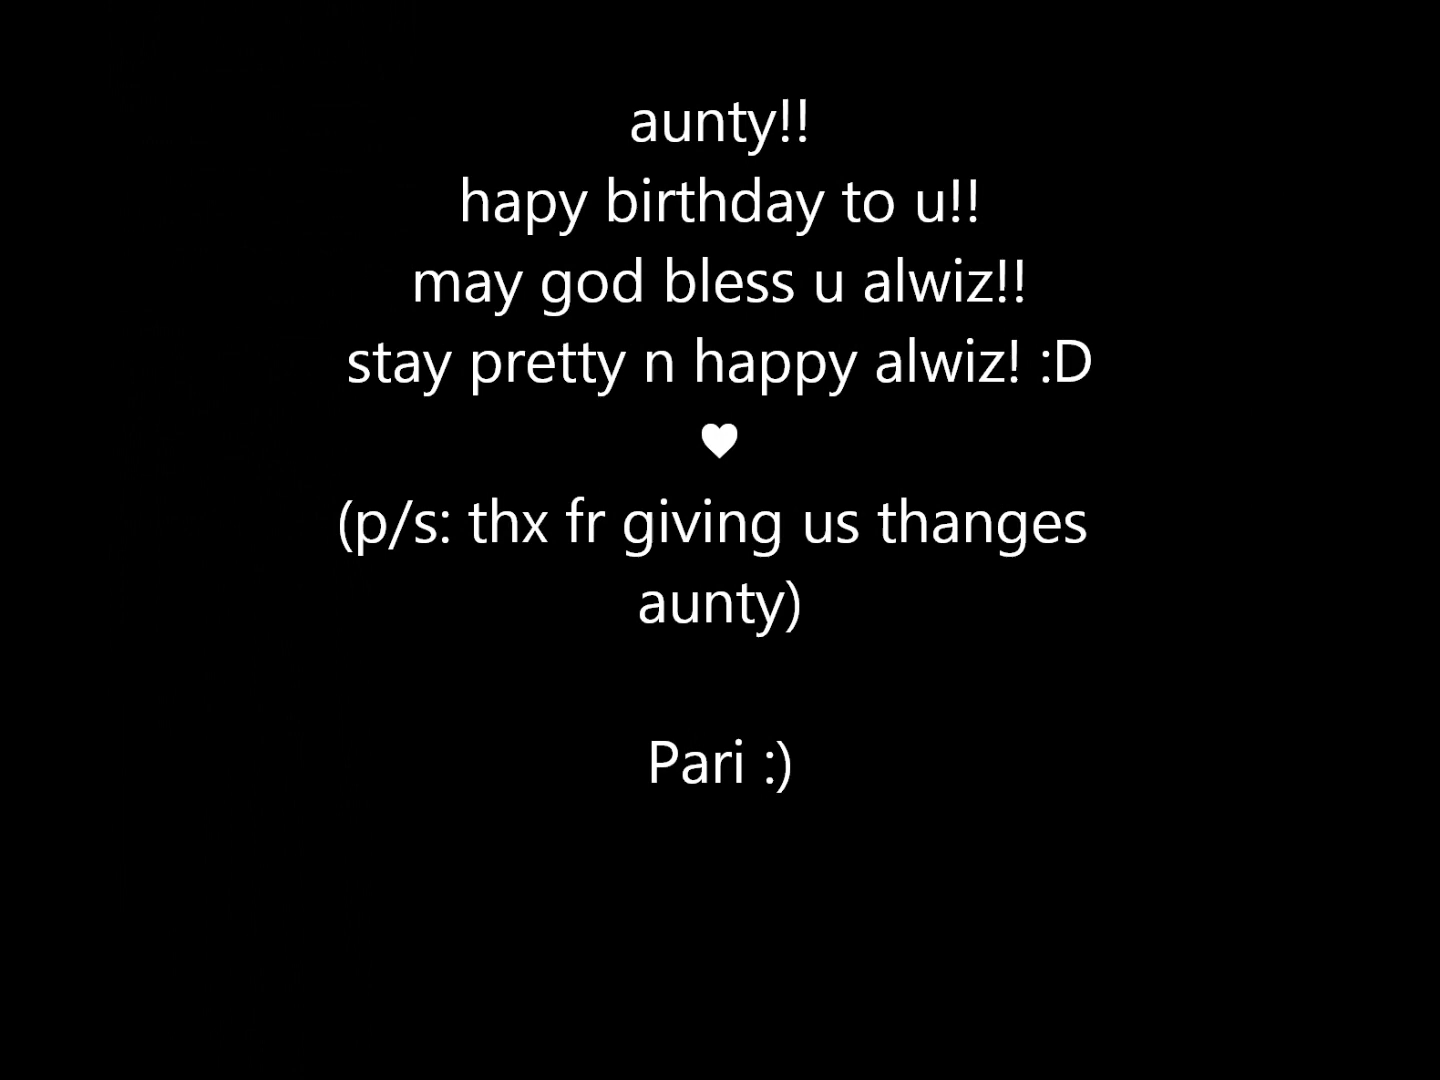 aunty!!
hapy birthday to u!!
may god bless u alwiz!!
stay pretty n happy alwiz! :D
♥
(p/s: thx fr giving us thanges
aunty)
Pari :)